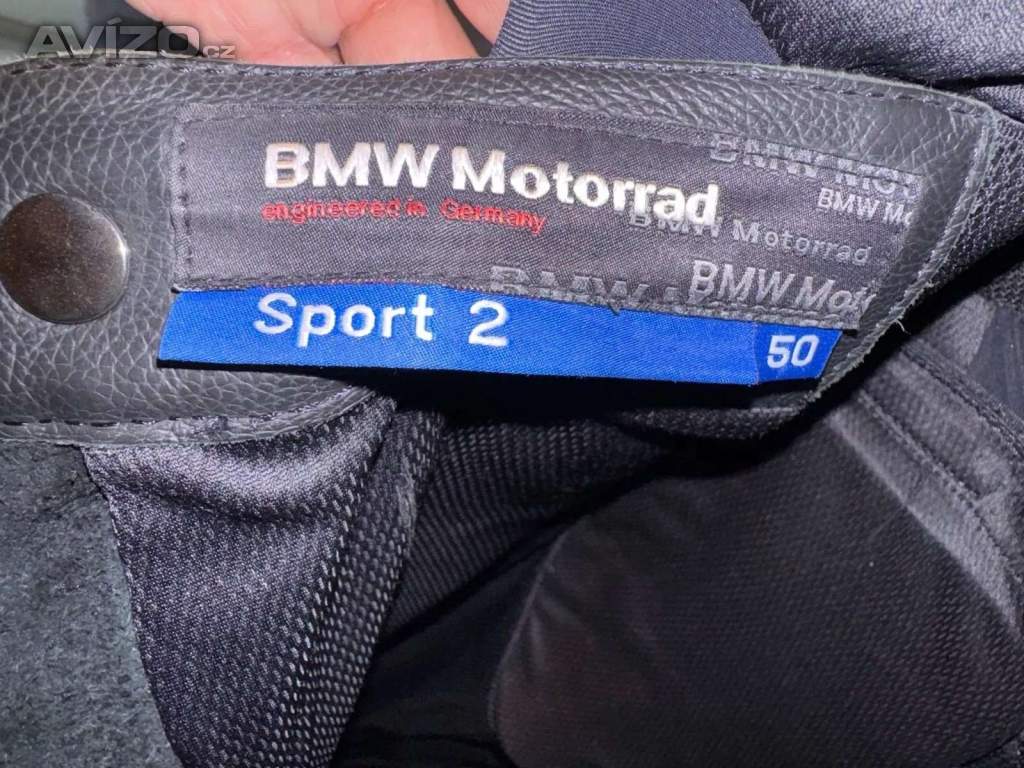 AVÍZO.cz
BMW Motorrad
engineered in Germany
BMW Motorrad
Sport 2
50